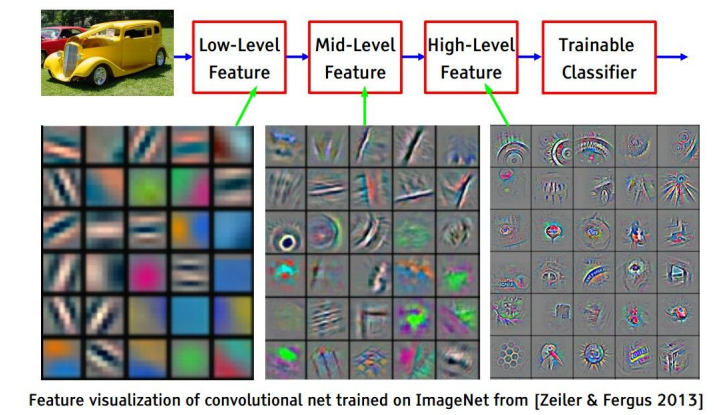 Low-Level
Feature
Mid-Level
Feature
High-Level
Feature
Trainable
Classifier
Feature visualization of convolutional net trained on ImageNet from [Zeiler & Fergus 2013]